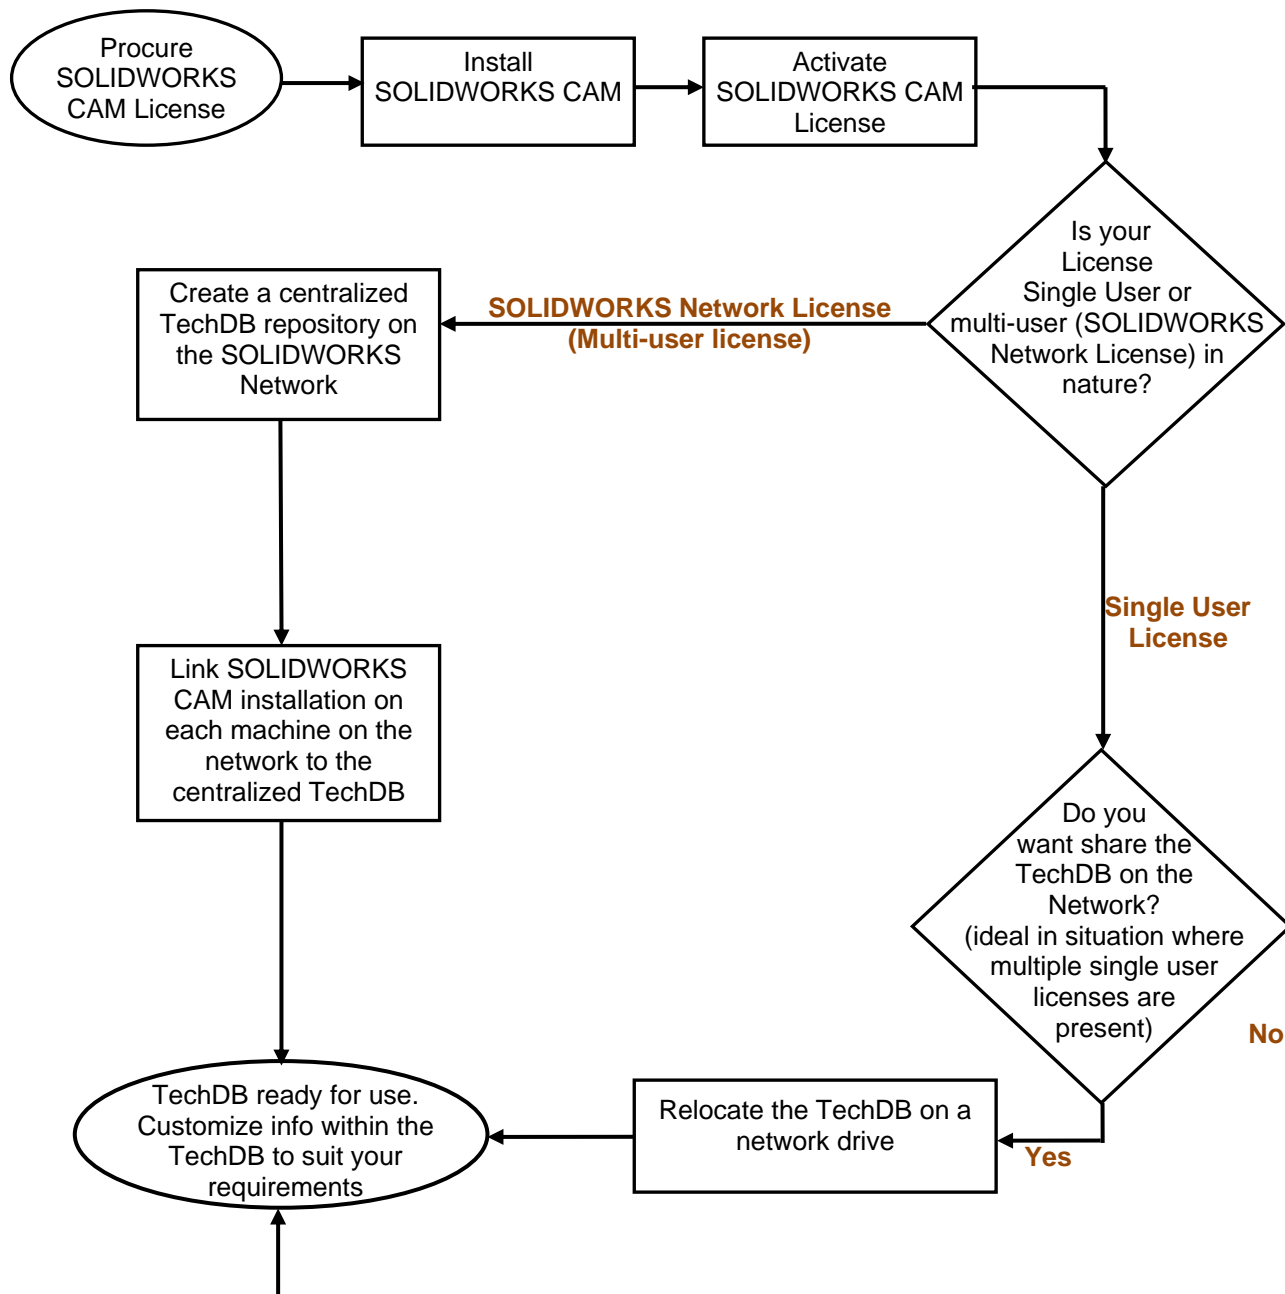 Procure
SOLIDWORKS
CAM License
Install
SOLIDWORKS CAM
Activate
SOLIDWORKS CAM
License
Is your
License
Single User or
multi-user (SOLIDWORKS
Network License) in
nature?
SOLIDWORKS Network License
(Multi-user license)
Create a centralized
TechDB repository on
the SOLIDWORKS
Network
Single User
License
Link SOLIDWORKS
CAM installation on
each machine on the
network to the
centralized TechDB
Do you
want share the
TechDB on the
Network?
(ideal in situation where
multiple single user
licenses are
present)
No
Yes
Relocate the TechDB on a
network drive
TechDB ready for use.
Customize info within the
TechDB to suit your
requirements